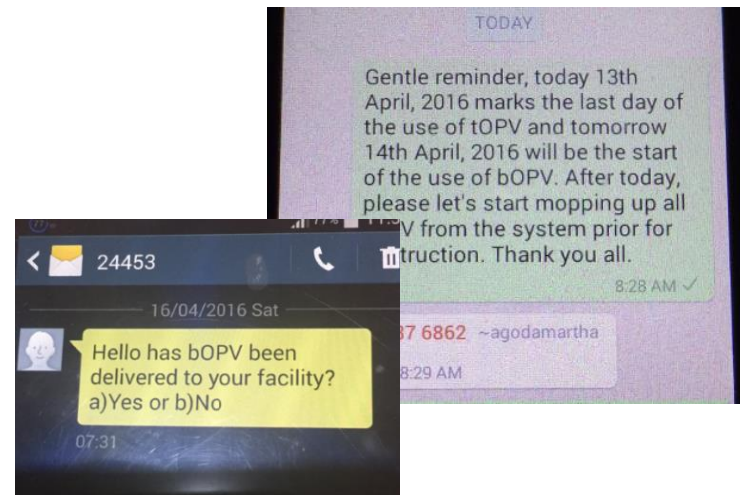 TODAY
Gentle reminder, today 13th
April, 2016 marks the last day of
the use of tOPV and tomorrow
14th April, 2016 will be the start
of the use of bOPV. After today,
please let's start mopping up all
V from the system prior for
truction. Thank you all.
8:28 AM
37 6862 ~agodamartha
8:29 AM
77%
24453
16/04/2016 Sat
Hello has bOPV been
delivered to your facility?
a)Yes or b)No
07:31